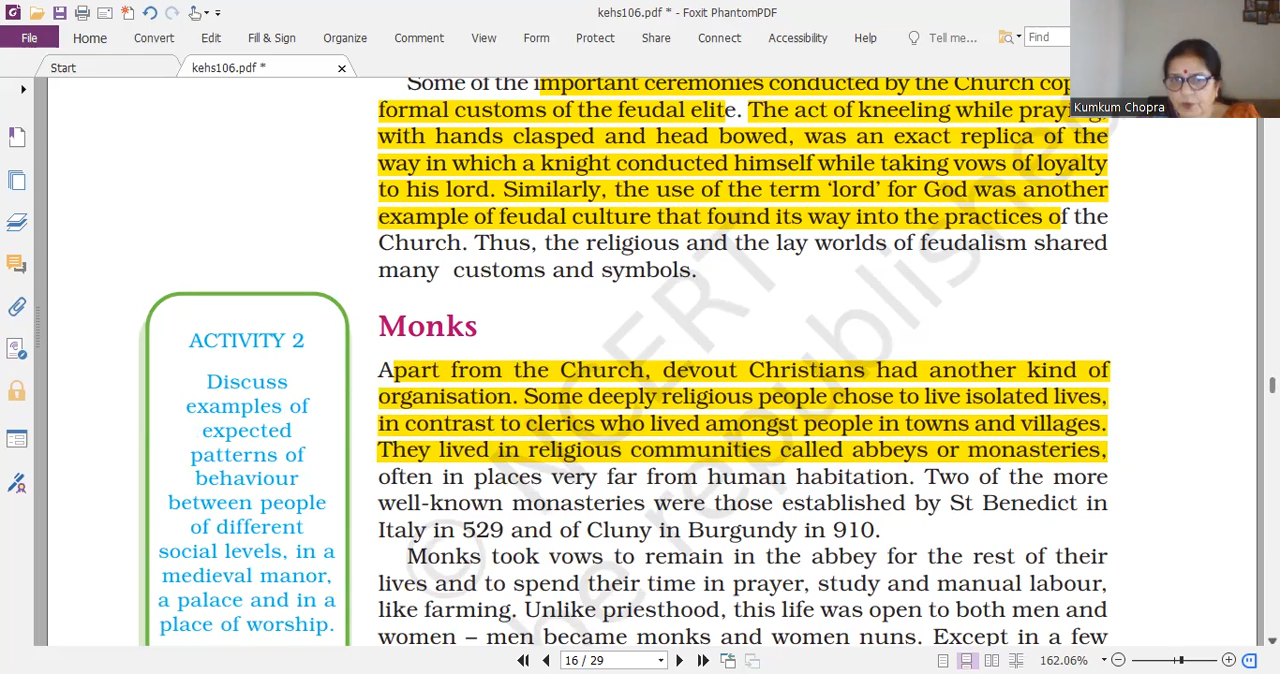 kehs106.pdf * - Foxit PhantomPDF
File Home Convert Edit Fill & Sign Organize Comment View Form Protect Share Connect Accessibility Help Tell me... Find
Start kehs106.pdf *
Kumkum Chopra
Some of the important ceremonies conducted by the Church cop
formal customs of the feudal elite. The act of kneeling while praying,
with hands clasped and head bowed, was an exact replica of the
way in which a knight conducted himself while taking vows of loyalty
to his lord. Similarly, the use of the term ‘lord’ for God was another
example of feudal culture that found its way into the practices of the
Church. Thus, the religious and the lay worlds of feudalism shared
many customs and symbols.
Monks
Apart from the Church, devout Christians had another kind of
organisation. Some deeply religious people chose to live isolated lives,
in contrast to clerics who lived amongst people in towns and villages.
They lived in religious communities called abbeys or monasteries,
often in places very far from human habitation. Two of the more
well-known monasteries were those established by St Benedict in
Italy in 529 and of Cluny in Burgundy in 910.
Monks took vows to remain in the abbey for the rest of their
lives and to spend their time in prayer, study and manual labour,
like farming. Unlike priesthood, this life was open to both men and
women – men became monks and women nuns. Except in a few
ACTIVITY 2
Discuss
examples of
expected
patterns of
behaviour
between people
of different
social levels, in a
medieval manor,
a palace and in a
place of worship.
© NCERT
be republishe
16 / 29
162.06%